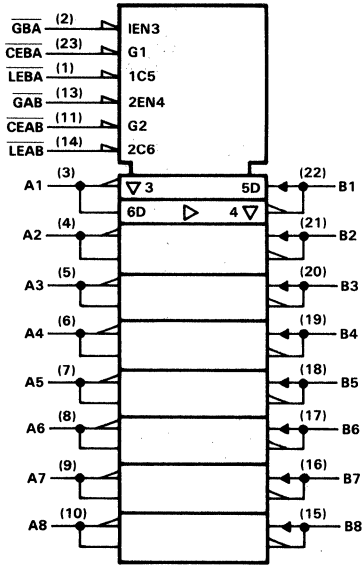 GBA (2) IEN3
CEBA (23) G1
LEBA (1) 1C5
GAB (13) 2EN4
CEAB (11) G2
LEAB (14) 2C6
A1 (3) ▽ 3 5D (22) B1
6D ▷ 4 ▽
A2 (4) (21) B2
A3 (5) (20) B3
A4 (6) (19) B4
A5 (7) (18) B5
A6 (8) (17) B6
A7 (9) (16) B7
A8 (10) (15) B8